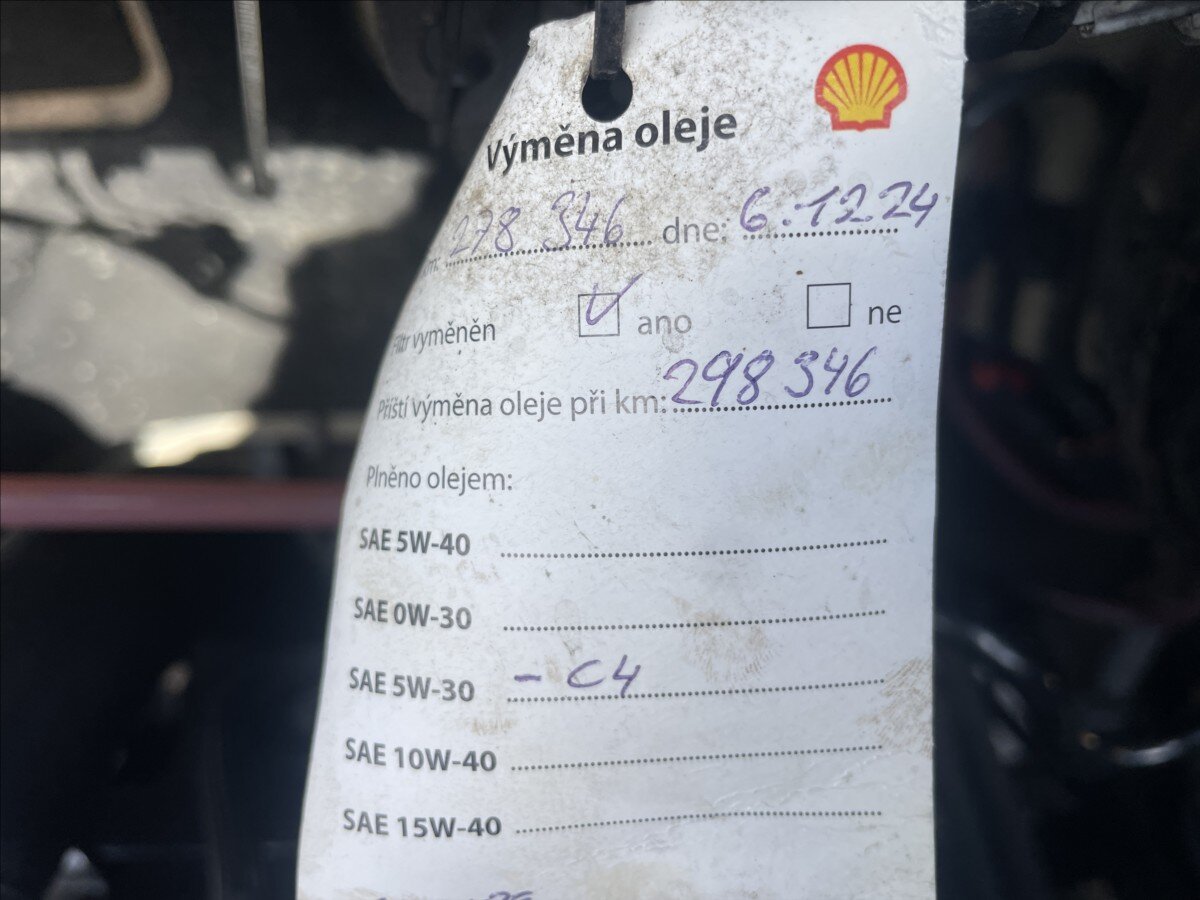 Výměna oleje
km: 278 346 dne: 6.12.24
Filtr vyměněn ano ne
Příští výměna oleje při km: 298 346
Plněno olejem:
SAE 5W-40
SAE 0W-30
SAE 5W-30 - C4
SAE 10W-40
SAE 15W-40